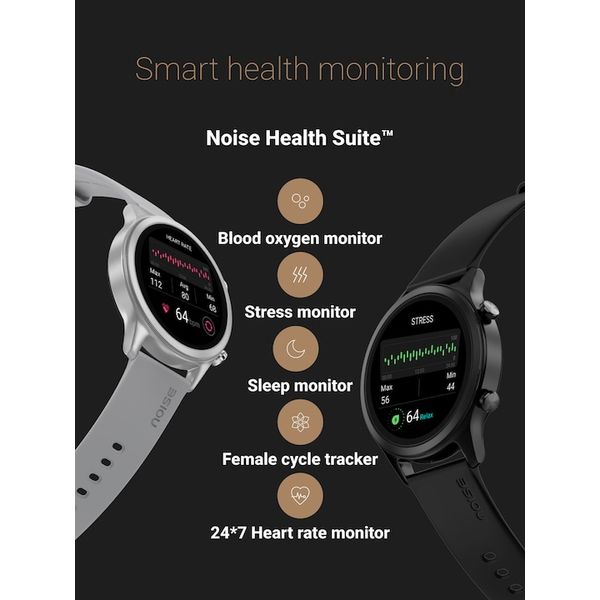 Smart health monitoring
Noise Health Suite™
Blood oxygen monitor
Stress monitor
Sleep monitor
Female cycle tracker
24*7 Heart rate monitor
HEART RATE
Max Avg Min
112 80 68
64 bpm
noise
STRESS
Max Min
56 44
64 Relax
noise